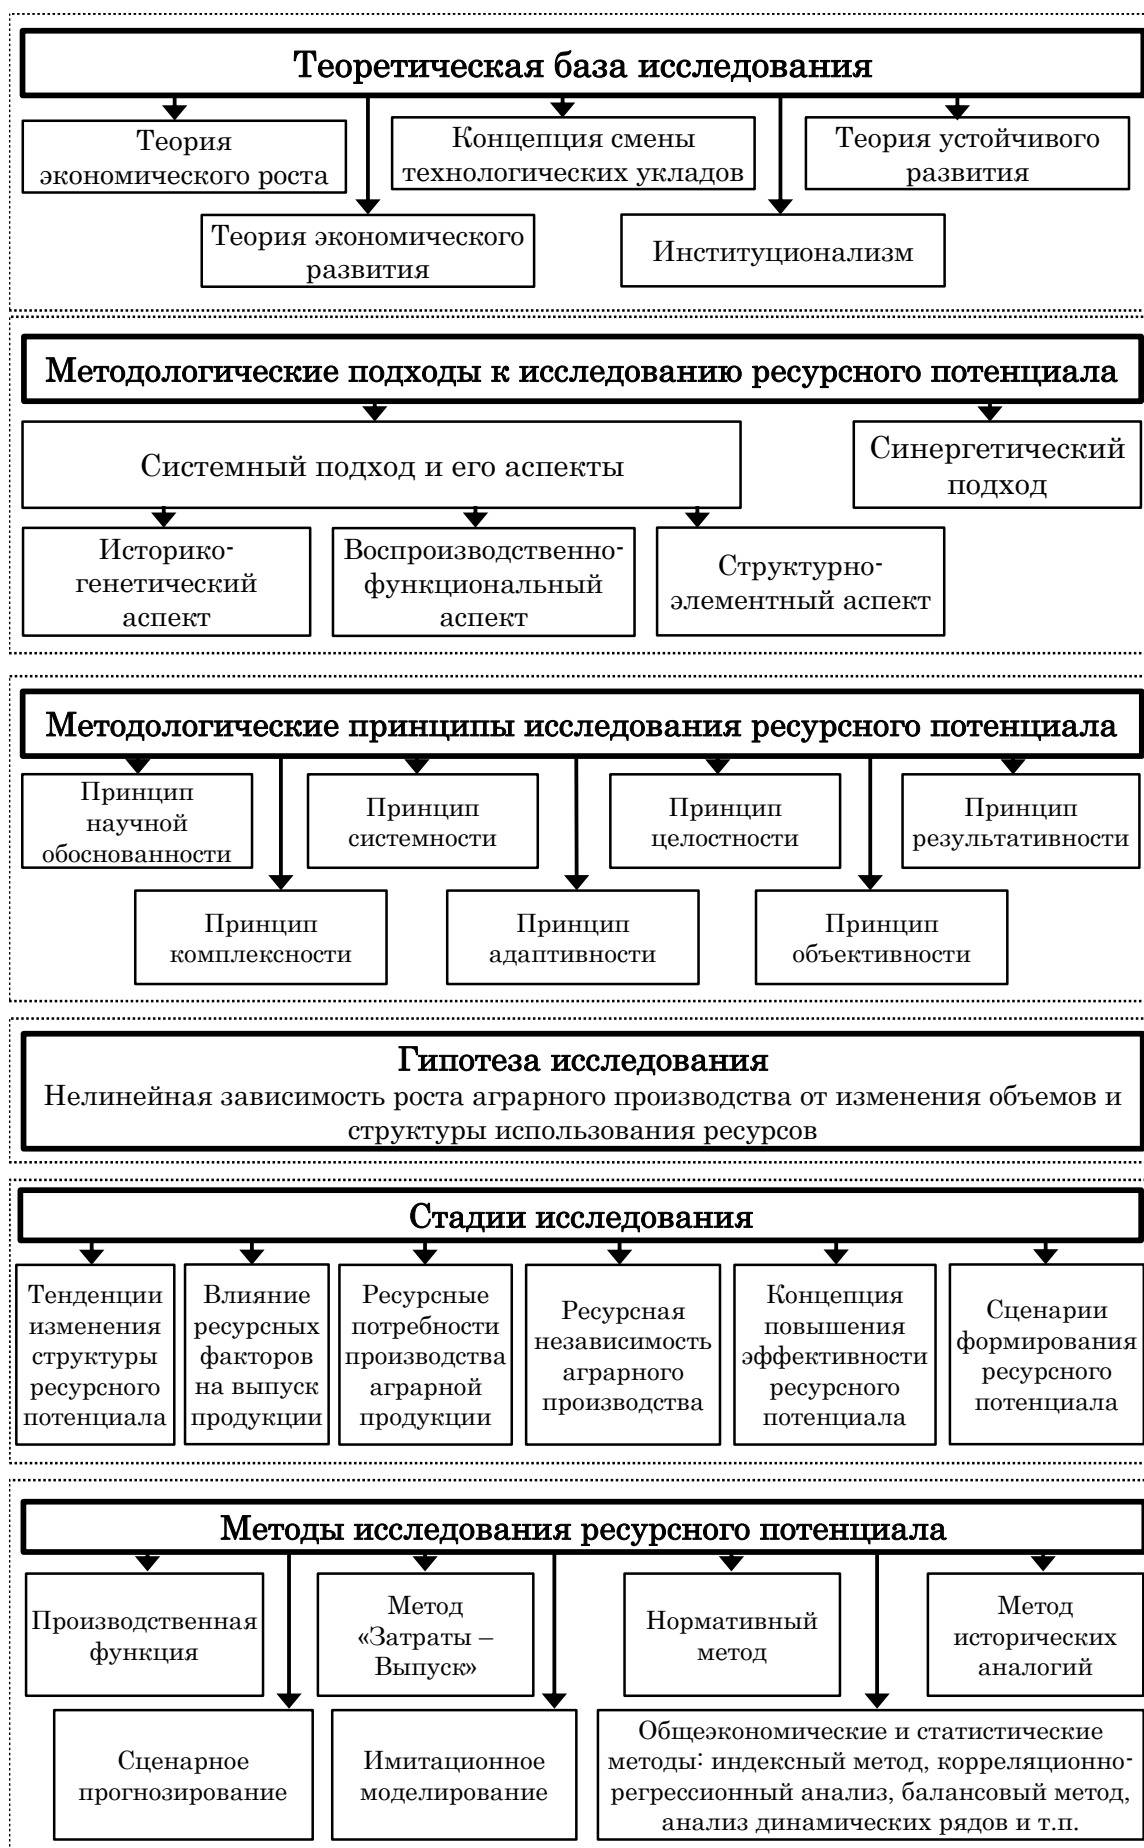 Теоретическая база исследования
Теория
экономического роста
Концепция смены
технологических укладов
Теория устойчивого
развития
Теория экономического
развития
Институционализм
Методологические подходы к исследованию ресурсного потенциала
Системный подход и его аспекты
Синергетический
подход
Историко-
генетический
аспект
Воспроизводственно-
функциональный
аспект
Структурно-
элементный аспект
Методологические принципы исследования ресурсного потенциала
Принцип
научной
обоснованности
Принцип
системности
Принцип
целостности
Принцип
результативности
Принцип
комплексности
Принцип
адаптивности
Принцип
объективности
Гипотеза исследования
Нелинейная зависимость роста аграрного производства от изменения объемов и
структуры использования ресурсов
Стадии исследования
Тенденции
изменения
структуры
ресурсного
потенциала
Влияние
ресурсных
факторов
на выпуск
продукции
Ресурсные
потребности
производства
аграрной
продукции
Ресурсная
независимость
аграрного
производства
Концепция
повышения
эффективности
ресурсного
потенциала
Сценарии
формирования
ресурсного
потенциала
Методы исследования ресурсного потенциала
Производственная
функция
Метод
«Затраты –
Выпуск»
Нормативный
метод
Метод
исторических
аналогий
Сценарное
прогнозирование
Имитационное
моделирование
Общеэкономические и статистические
методы: индексный метод, корреляционно-
регрессионный анализ, балансовый метод,
анализ динамических рядов и т.п.